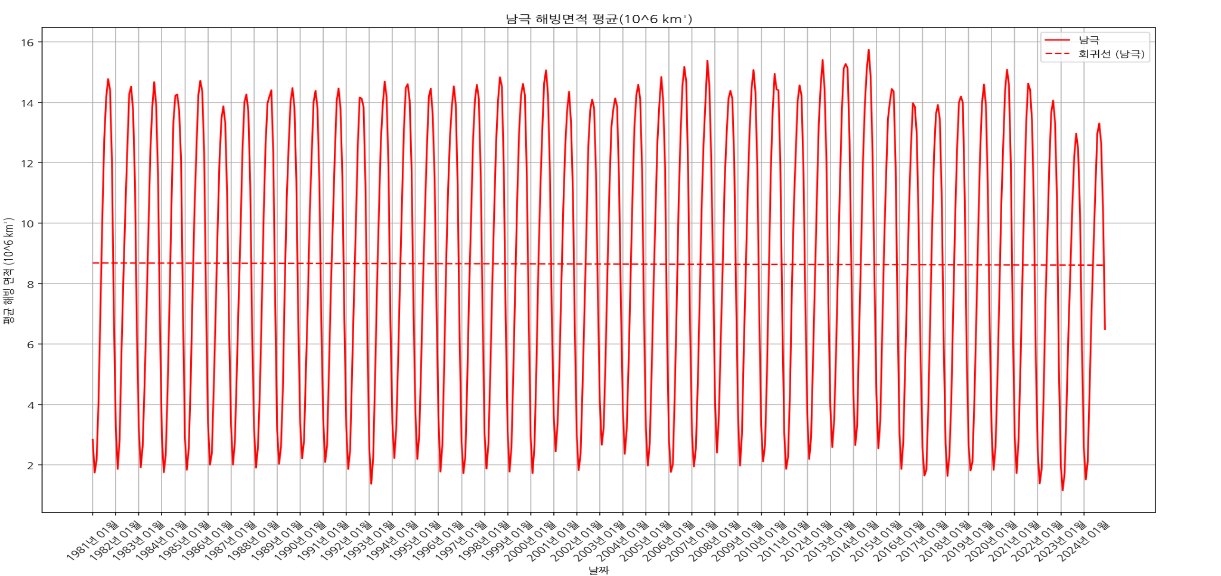 남극 해빙면적 평균(10^6 km²)
남극
회귀선 (남극)
평균 해빙 면적 (10^6 km²)
16
14
12
10
8
6
4
2
1981년 01월
1982년 01월
1983년 01월
1984년 01월
1985년 01월
1986년 01월
1987년 01월
1988년 01월
1989년 01월
1990년 01월
1991년 01월
1992년 01월
1993년 01월
1994년 01월
1995년 01월
1996년 01월
1997년 01월
1998년 01월
1999년 01월
2000년 01월
2001년 01월
2002년 01월
2003년 01월
2004년 01월
2005년 01월
2006년 01월
2007년 01월
2008년 01월
2009년 01월
2010년 01월
2011년 01월
2012년 01월
2013년 01월
2014년 01월
2015년 01월
2016년 01월
2017년 01월
2018년 01월
2019년 01월
2020년 01월
2021년 01월
2022년 01월
2023년 01월
2024년 01월
날짜